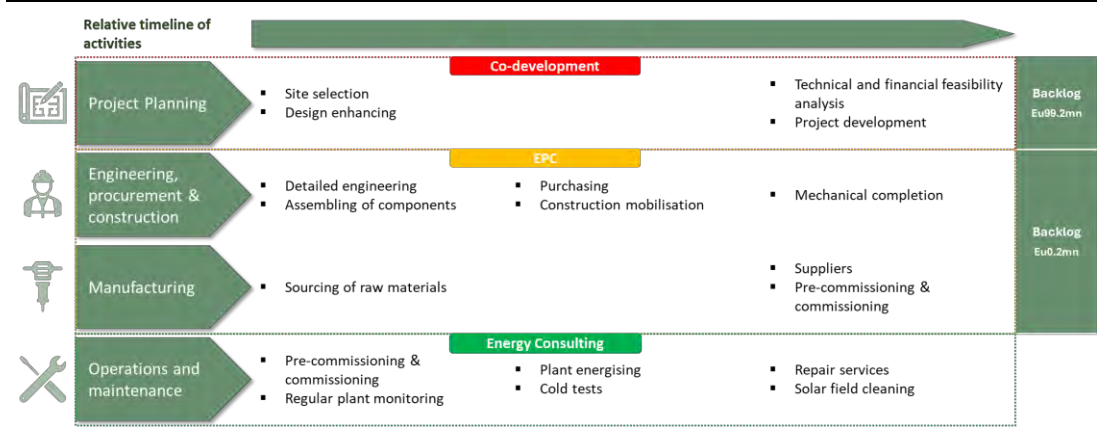 Relative timeline of
activities
Co-development
Project Planning
▪ Site selection
▪ Design enhancing
▪ Technical and financial feasibility
analysis
▪ Project development
Backlog
Eu99.2mn
EPC
Engineering,
procurement &
construction
▪ Detailed engineering
▪ Assembling of components
▪ Purchasing
▪ Construction mobilisation
▪ Mechanical completion
Backlog
Eu0.2mn
Manufacturing
▪ Sourcing of raw materials
▪ Suppliers
▪ Pre-commissioning &
commissioning
Energy Consulting
Operations and
maintenance
▪ Pre-commissioning &
commissioning
▪ Regular plant monitoring
▪ Plant energising
▪ Cold tests
▪ Repair services
▪ Solar field cleaning